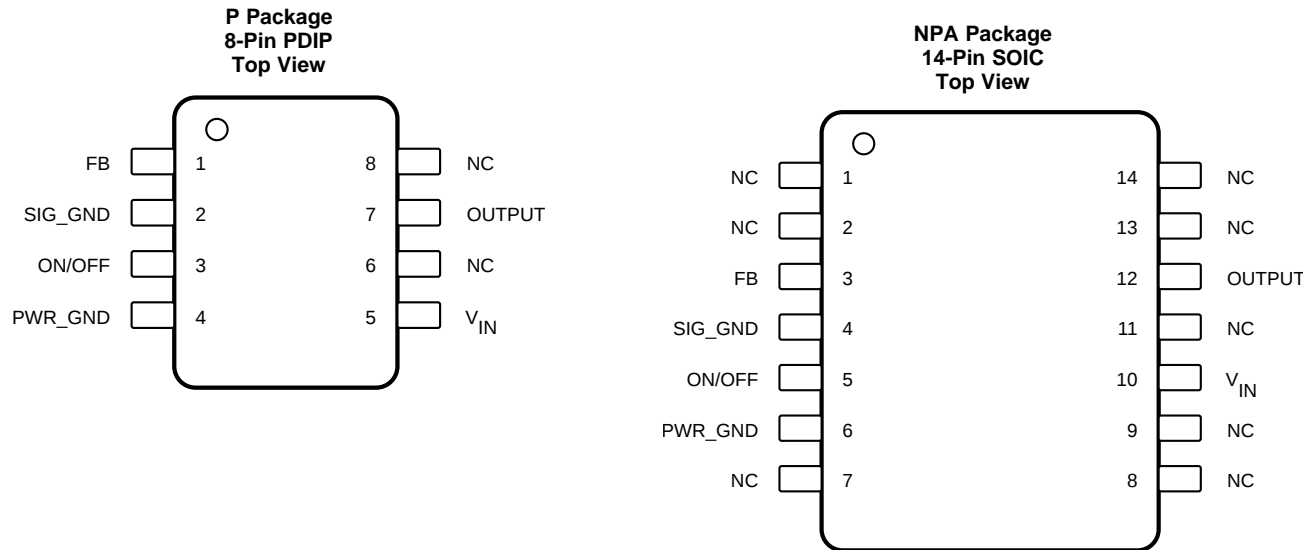 P Package
8-Pin PDIP
Top View
FB 1 8 NC
SIG_GND 2 7 OUTPUT
ON/OFF 3 6 NC
PWR_GND 4 5 VIN
NPA Package
14-Pin SOIC
Top View
NC 1 14 NC
NC 2 13 NC
FB 3 12 OUTPUT
SIG_GND 4 11 NC
ON/OFF 5 10 VIN
PWR_GND 6 9 NC
NC 7 8 NC